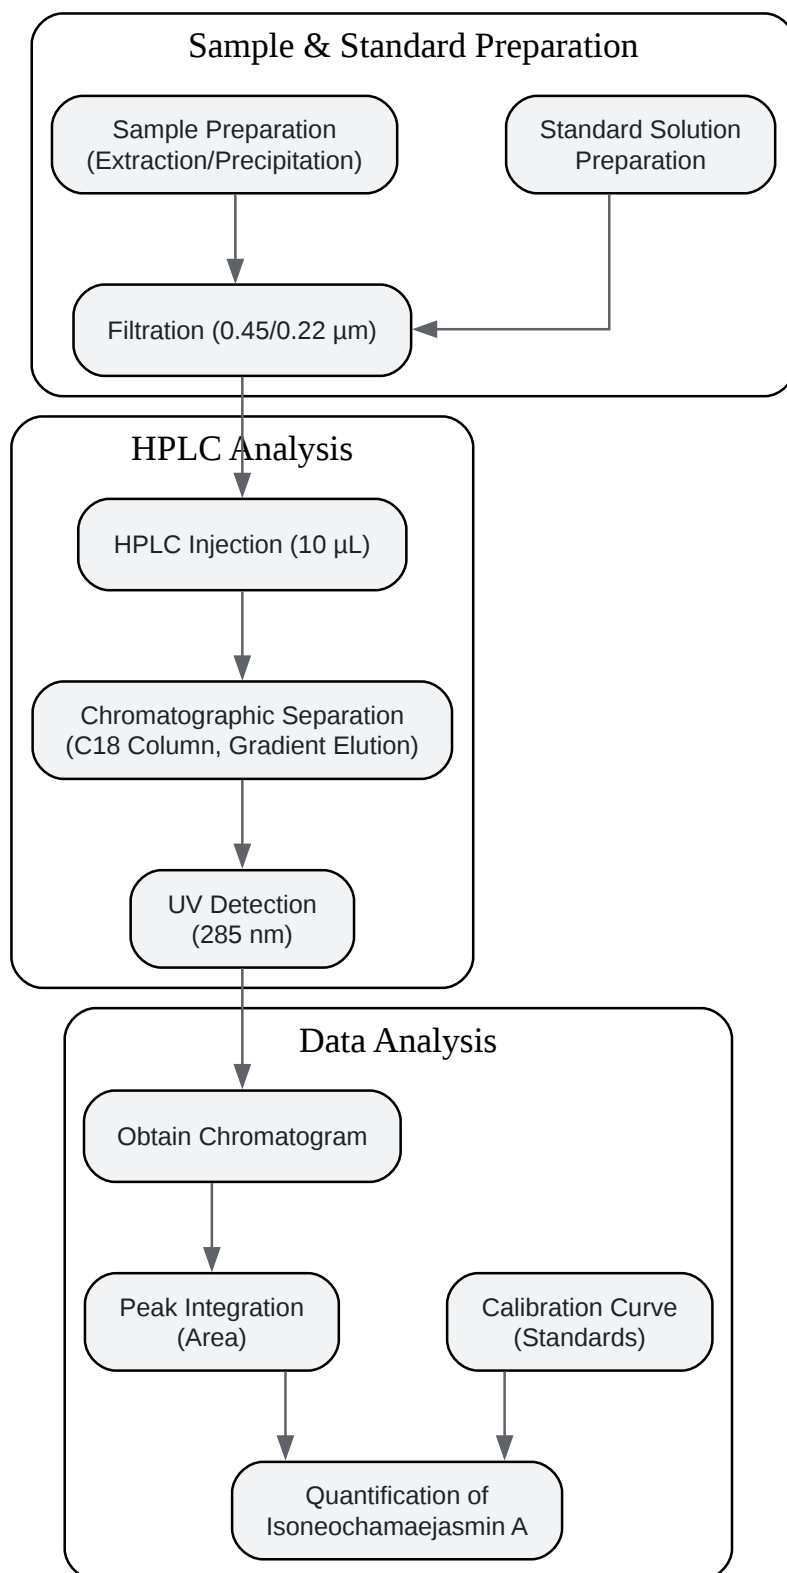 Sample & Standard Preparation
Sample Preparation
(Extraction/Precipitation)
Standard Solution
Preparation
Filtration (0.45/0.22 µm)
HPLC Analysis
HPLC Injection (10 µL)
Chromatographic Separation
(C18 Column, Gradient Elution)
UV Detection
(285 nm)
Data Analysis
Obtain Chromatogram
Peak Integration
(Area)
Calibration Curve
(Standards)
Quantification of
Isoneochamaejasmin A